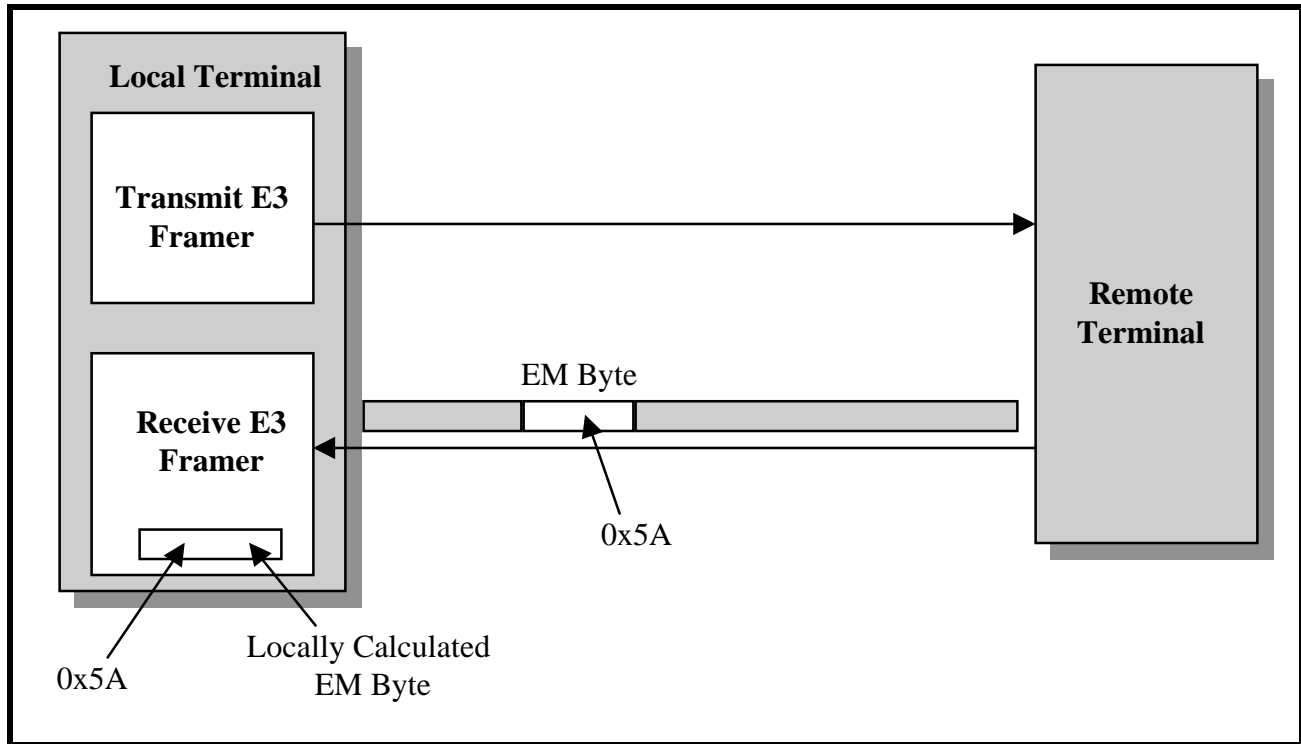 Local Terminal
Transmit E3
Framer
Remote
Terminal
EM Byte
Receive E3
Framer
0x5A
Locally Calculated
EM Byte
0x5A